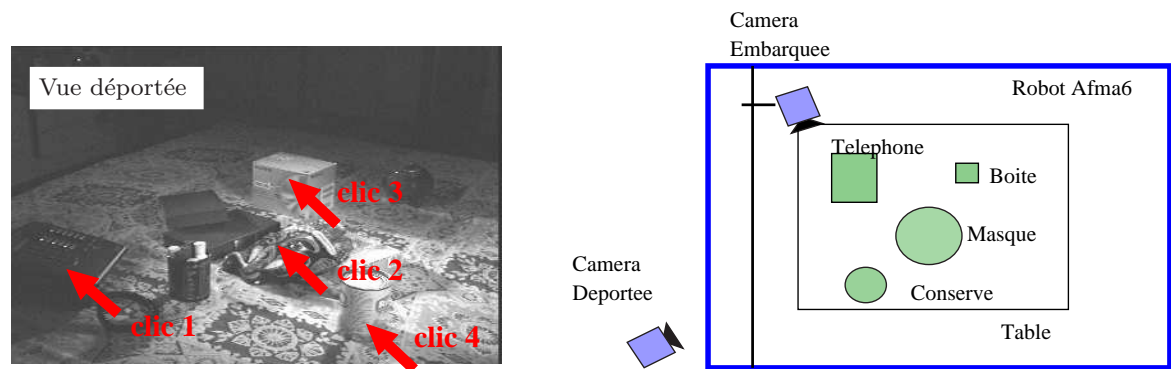 Vue déportée
clic 3
clic 2
clic 1
clic 4
Camera
Embarquee
Robot Afma6
Telephone
Boite
Masque
Camera
Deportee
Conserve
Table